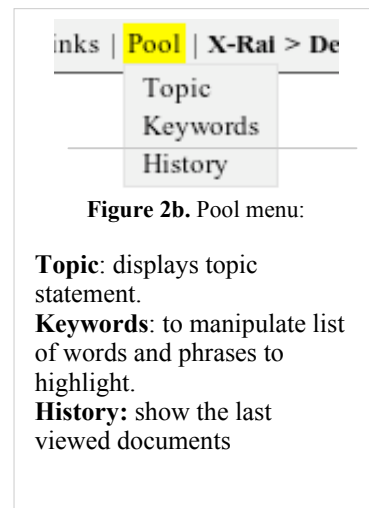 inks | Pool | X-Rai > De
Topic
Keywords
History
Figure 2b. Pool menu:
Topic: displays topic
statement.
Keywords: to manipulate list
of words and phrases to
highlight.
History: show the last
viewed documents